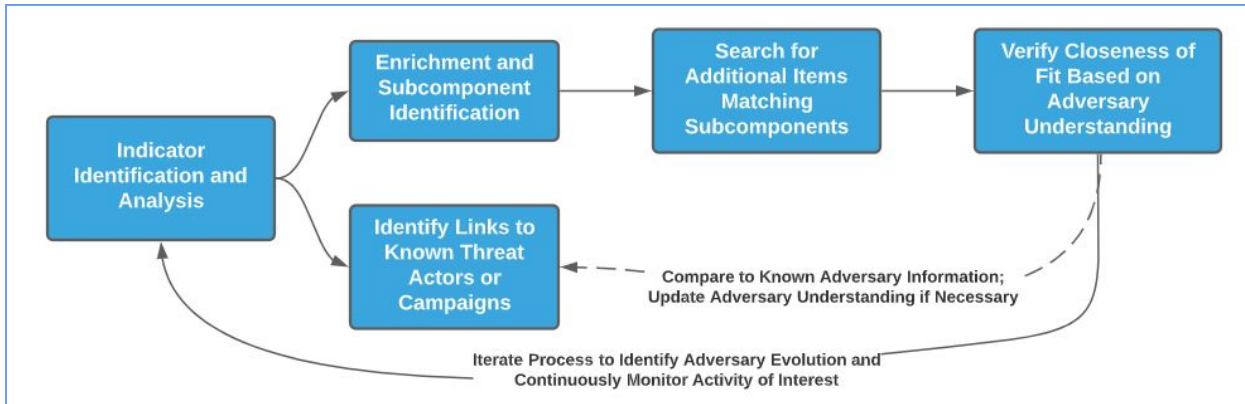 Indicator
Identification and
Analysis
Enrichment and
Subcomponent
Identification
Search for
Additional Items
Matching
Subcomponents
Verify Closeness of
Fit Based on
Adversary
Understanding
Identify Links to
Known Threat
Actors or
Campaigns
Compare to Known Adversary Information;
Update Adversary Understanding if Necessary
Iterate Process to Identify Adversary Evolution and
Continuously Monitor Activity of Interest